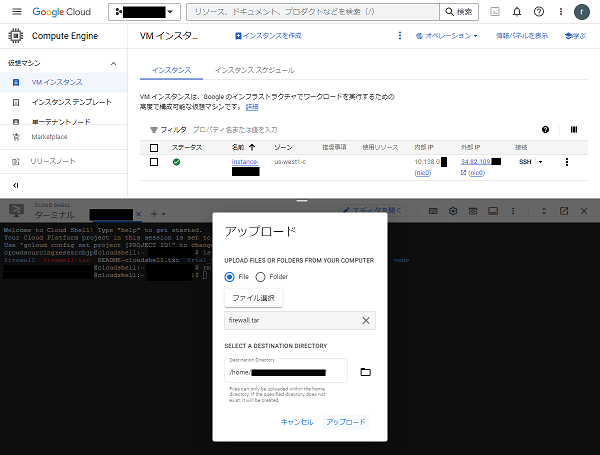 Google Cloud
リソース、ドキュメント、プロダクトなどを検索 (/)
検索
r
Compute Engine
VM インスタ...
インスタンスを作成
オペレーション
情報パネルを表示
学ぶ
仮想マシン
VM インスタンス
インスタンス テンプレート
単一テナントノード
Marketplace
リリースノート
インスタンス
インスタンス スケジュール
VM インスタンスは、Google のインフラストラクチャでワークロードを実行するための
高度で構成可能な仮想マシンです。 詳細
フィルタ プロパティ名または値を入力
ステータス 名前 ゾーン 推奨事項 使用リソース 内部 IP 外部 IP 接続
instance- us-west1-c 10.138.0 34.82.109. SSH
(nic0) (nic0)
CLOUD SHELL
ターミナル
エディタを開く
Welcome to Cloud Shell! Type "help" to get started.
Your Cloud Platform project in this session is set to
Use "gcloud config set project [PROJECT_ID]" to change
@cloudshell:~ $ ls
Firewall firewall.tar README-cloudshell.txt trial venv
@cloudshell:~ $ rm
@cloudshell:~ $
アップロード
UPLOAD FILES OR FOLDERS FROM YOUR COMPUTER
File Folder
ファイル選択
firewall.tar
SELECT A DESTINATION DIRECTORY
Destination Directory
/home/ /
Files can only be uploaded within the home
directory. If the specified directory does not
exist, it will be created.
キャンセル アップロード